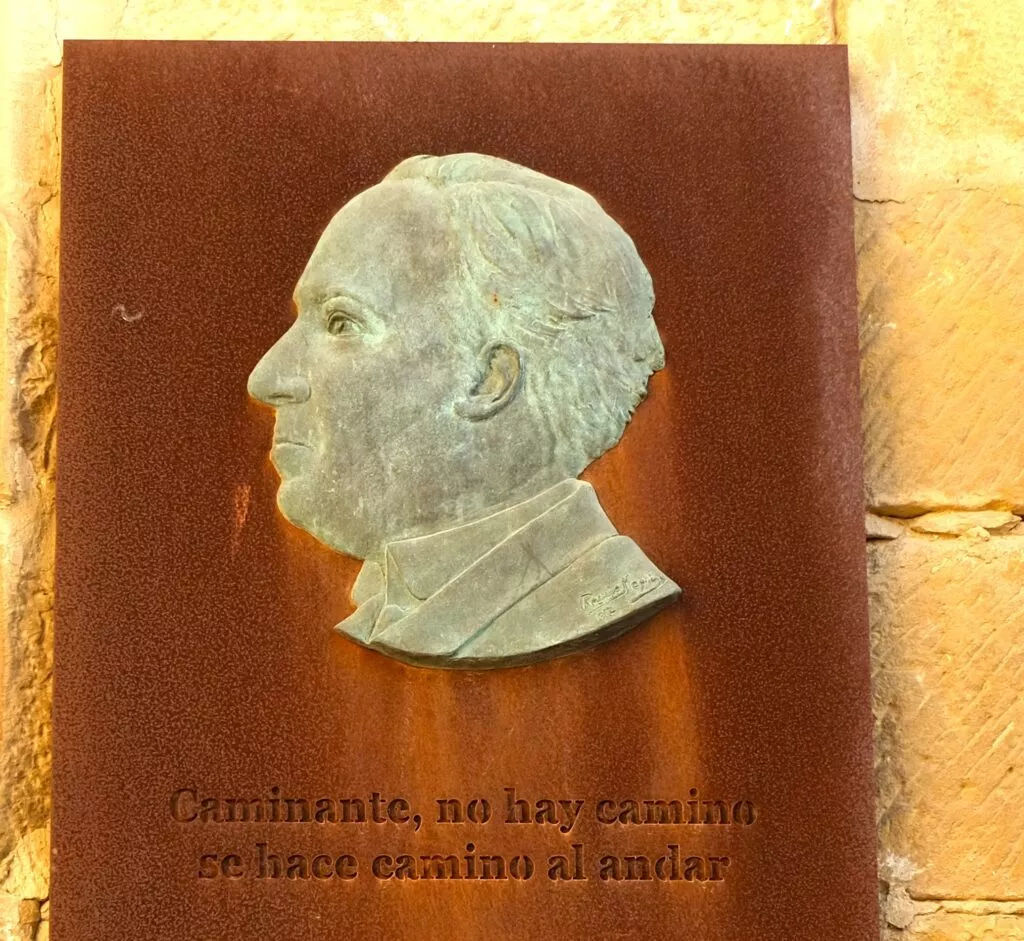 Caminante, no hay camino
se hace camino al andar